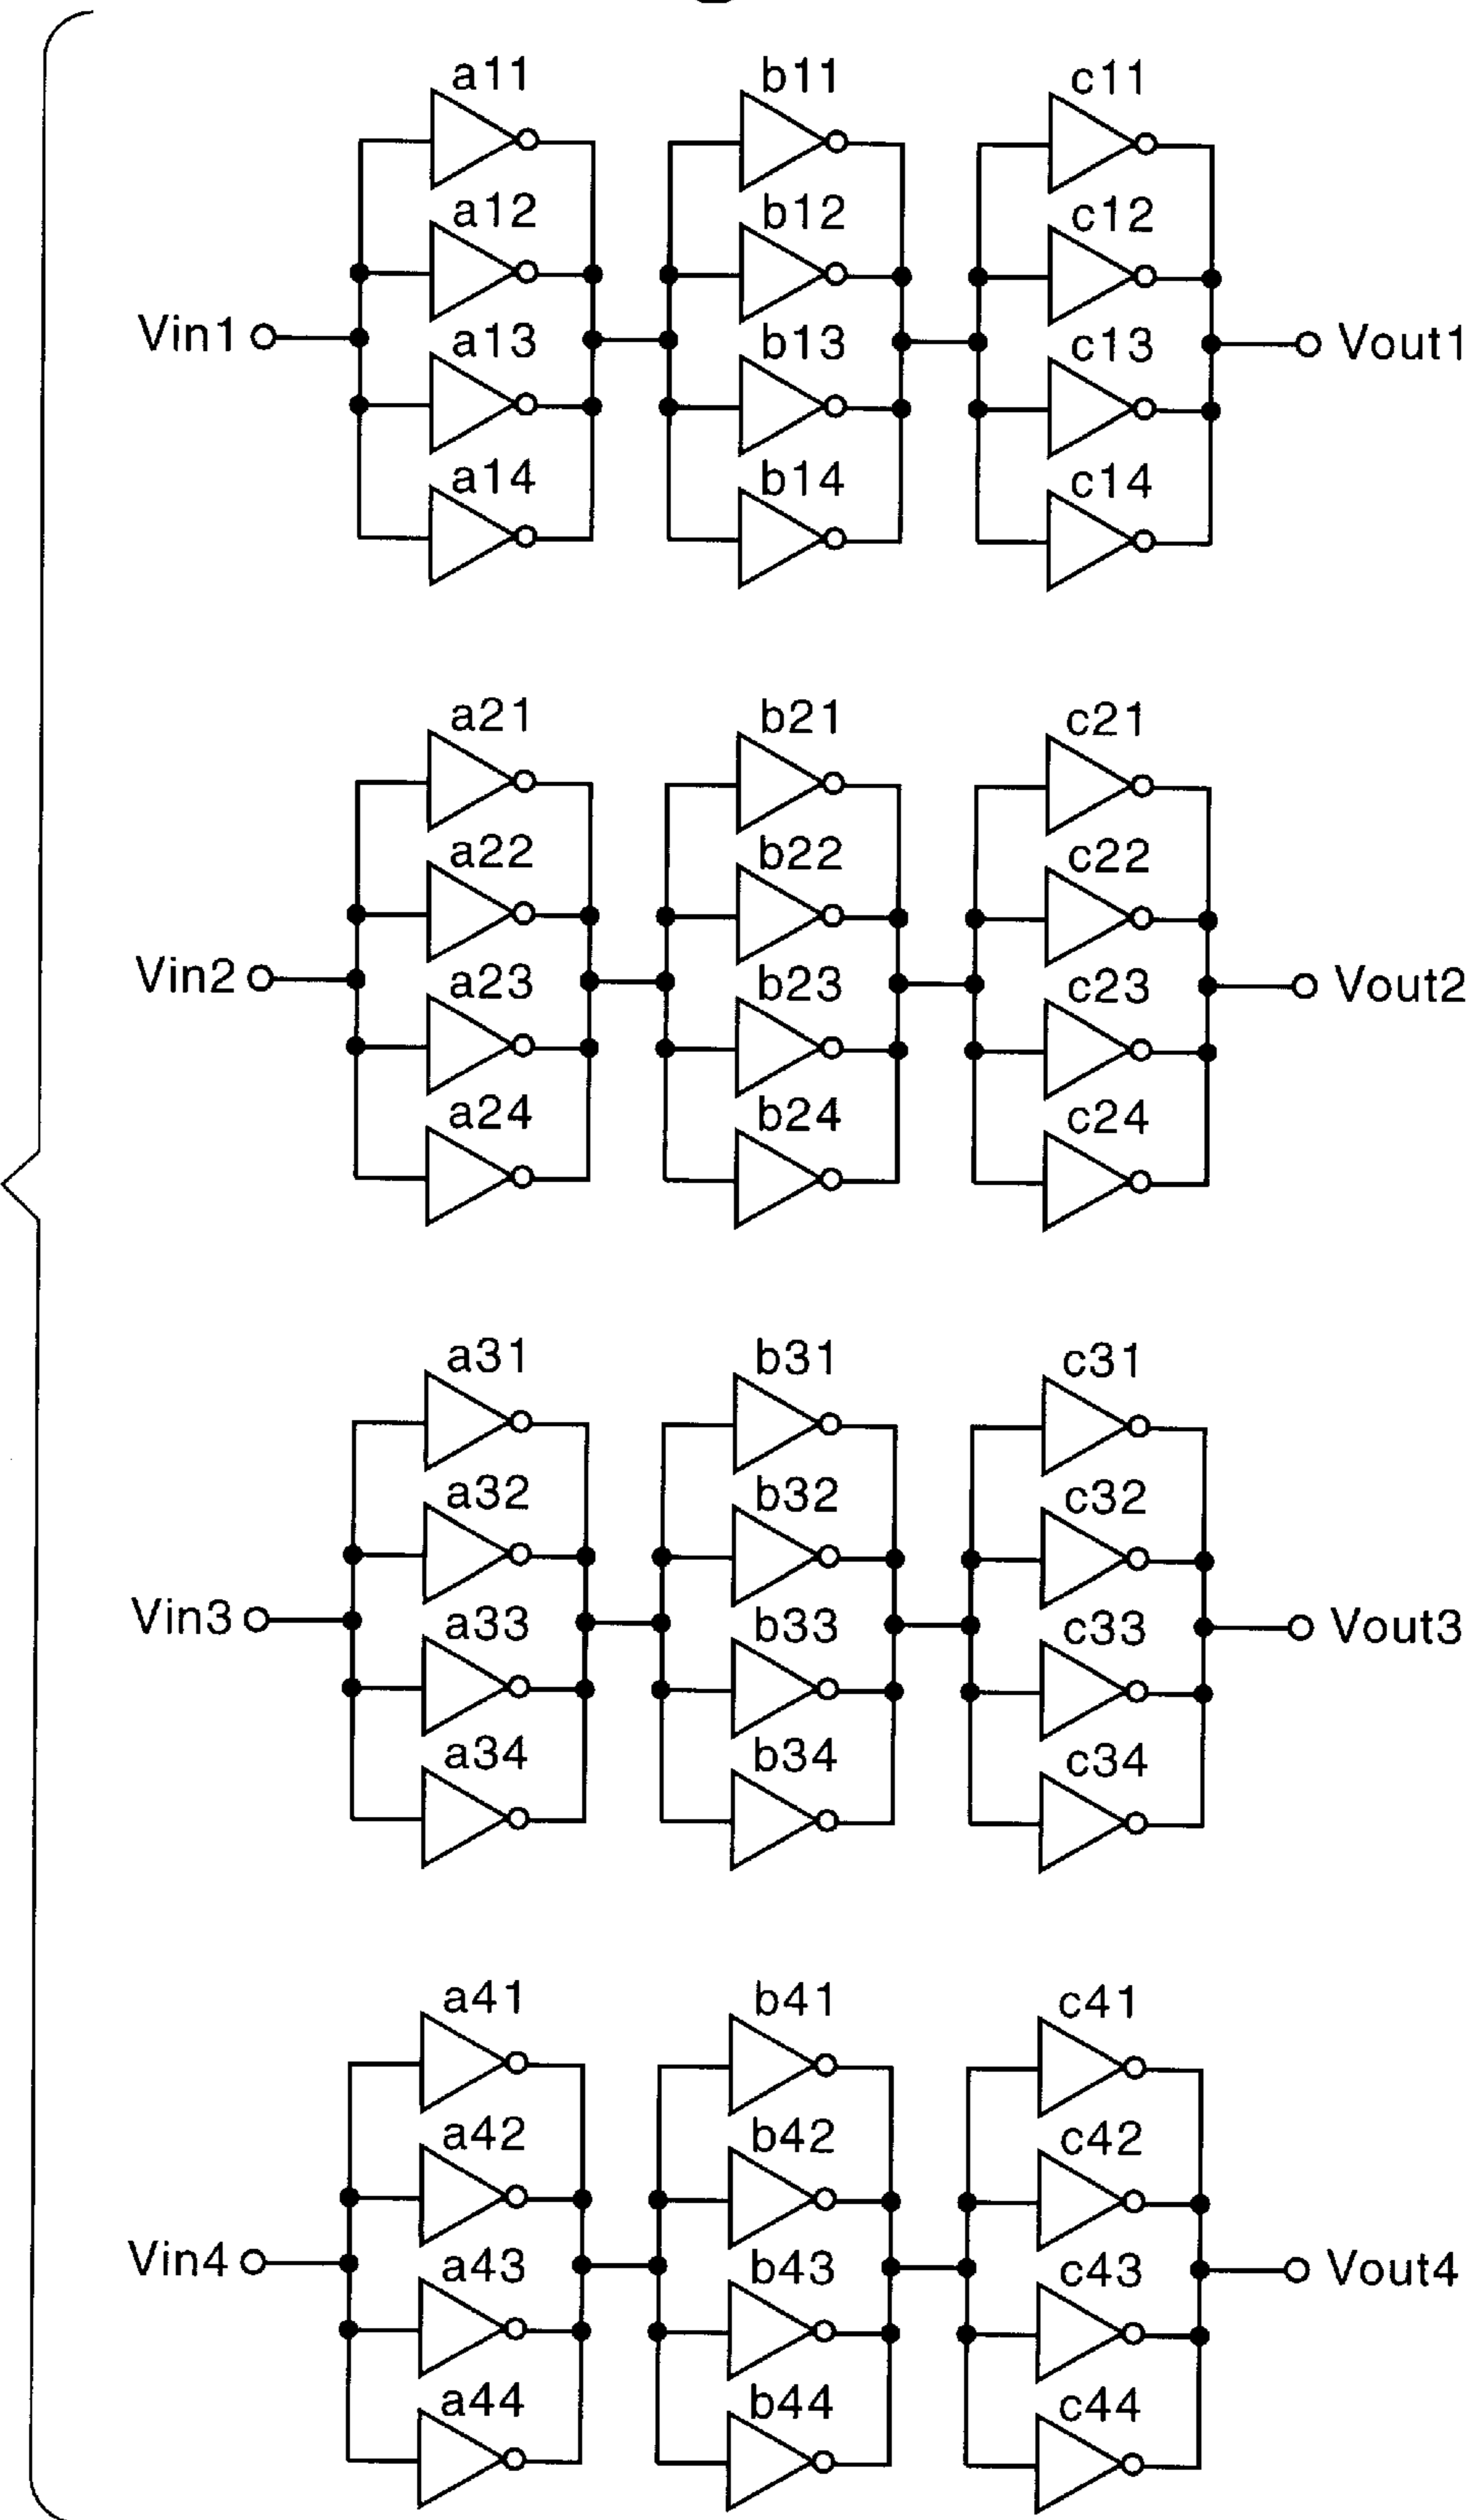 a11 b11 c11
a12 b12 c12
Vin1 a13 b13 c13 Vout1
a14 b14 c14
a21 b21 c21
a22 b22 c22
Vin2 a23 b23 c23 Vout2
a24 b24 c24
a31 b31 c31
a32 b32 c32
Vin3 a33 b33 c33 Vout3
a34 b34 c34
a41 b41 c41
a42 b42 c42
Vin4 a43 b43 c43 Vout4
a44 b44 c44